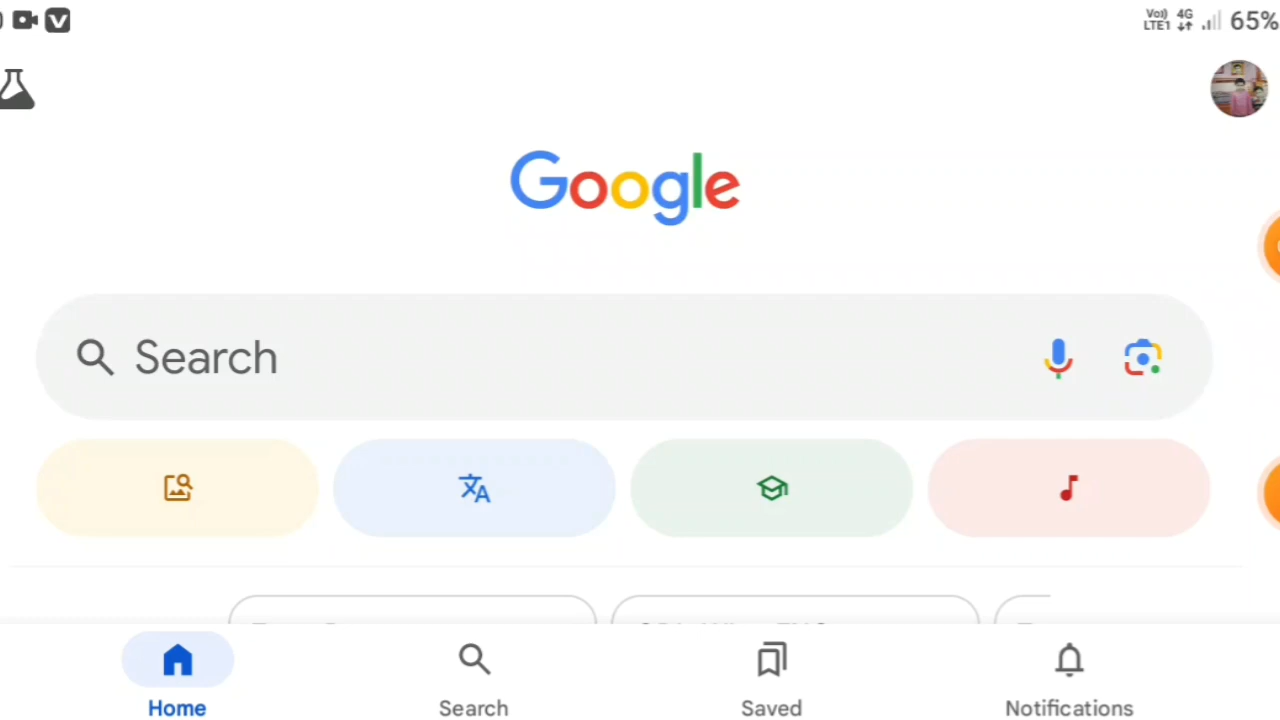 Vo)) 4G
LTE1
65%
Google
Search
Home
Search
Saved
Notifications